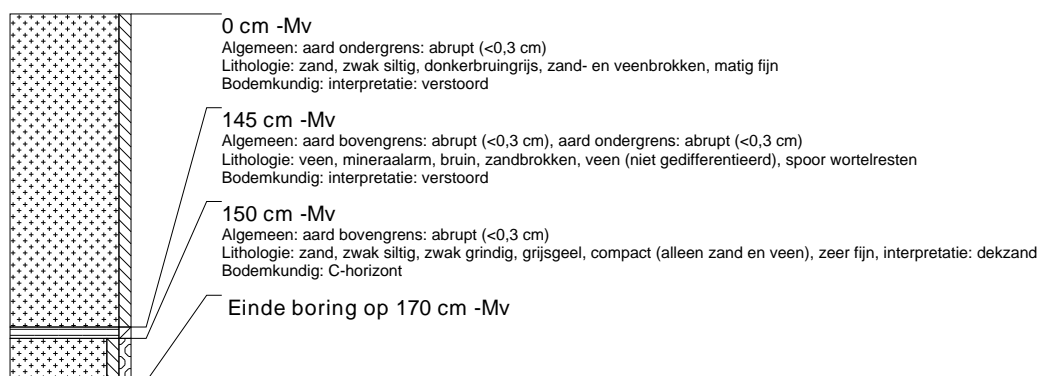 0 cm -Mv
Algemeen: aard ondergrens: abrupt (<0,3 cm)
Lithologie: zand, zwak siltig, donkerbruingrijs, zand- en veenbrokken, matig fijn
Bodemkundig: interpretatie: verstoord
145 cm -Mv
Algemeen: aard bovengrens: abrupt (<0,3 cm), aard ondergrens: abrupt (<0,3 cm)
Lithologie: veen, mineraalarm, bruin, zandbrokken, veen (niet gedifferentieerd), spoor wortelresten
Bodemkundig: interpretatie: verstoord
150 cm -Mv
Algemeen: aard bovengrens: abrupt (<0,3 cm)
Lithologie: zand, zwak siltig, zwak grindig, grijsgeel, compact (alleen zand en veen), zeer fijn, interpretatie: dekzand
Bodemkundig: C-horizont
Einde boring op 170 cm -Mv